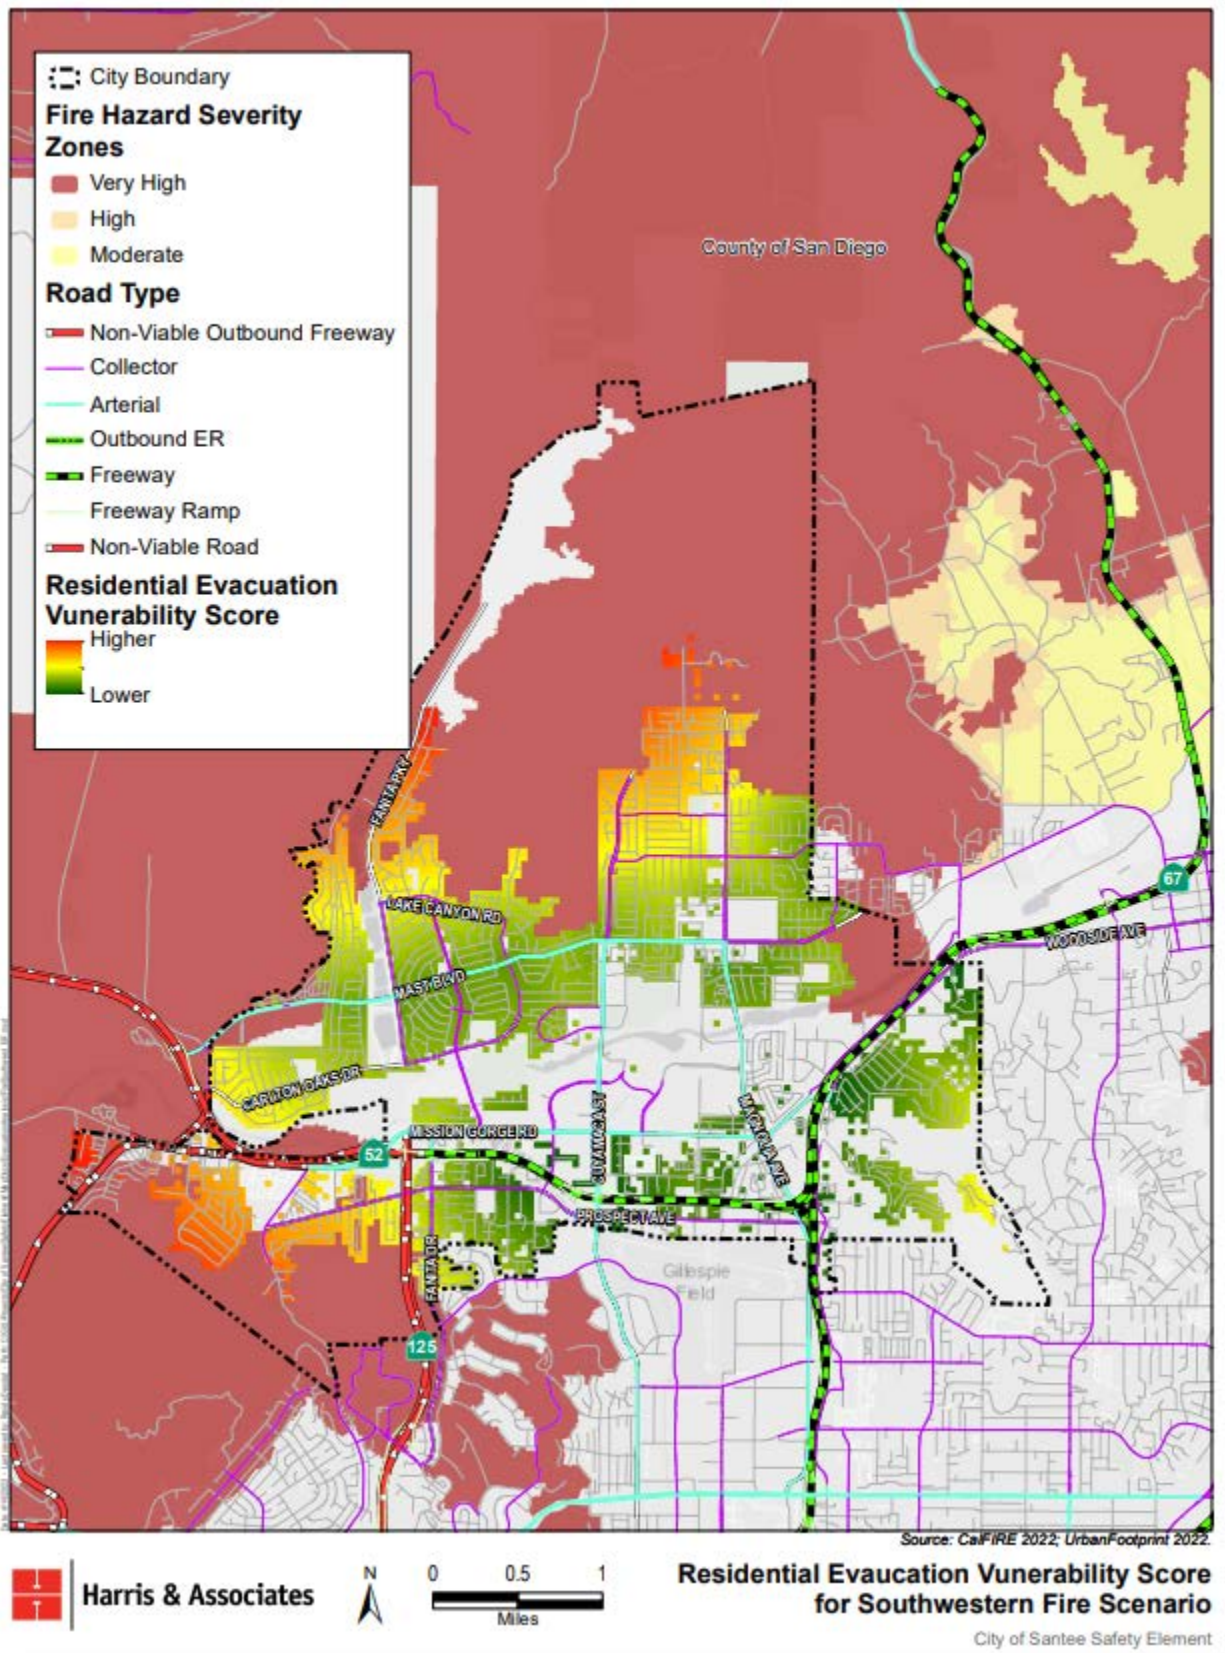 City Boundary
Fire Hazard Severity
Zones
Very High
High
Moderate
Road Type
Non-Viable Outbound Freeway
Collector
Arterial
Outbound ER
Freeway
Freeway Ramp
Non-Viable Road
Residential Evacuation
Vunerability Score
Higher
Lower
County of San Diego
FANITA PKY
LAKE CANYON RD
67
WOODSIDE AVE
MAST BLVD
CARLTON OAKS DR
MISSION GORGE RD
52
CUYAMACA ST
MAGNOLIA AVE
PROSPECT AVE
FANITA DR
Gillespie
Field
125
Source: CalFIRE 2022; UrbanFootprint 2022.
Harris & Associates
N
0 0.5 1
Miles
Residential Evaucation Vunerability Score
for Southwestern Fire Scenario
City of Santee Safety Element